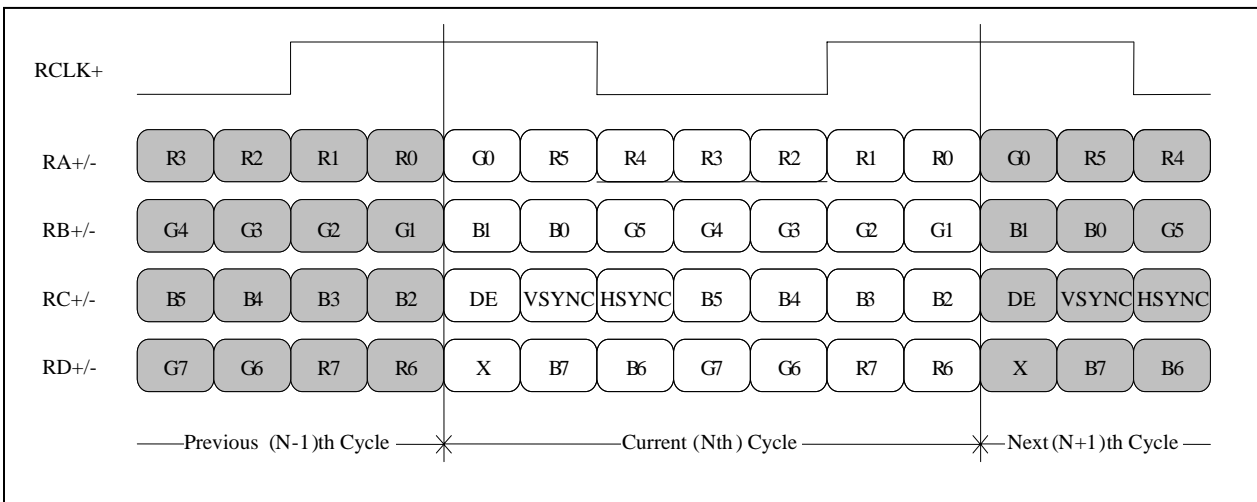 RCLK+
RA+/- R3 R2 R1 R0 G0 R5 R4 R3 R2 R1 R0 G0 R5 R4
RB+/- G4 G3 G2 G1 B1 B0 G5 G4 G3 G2 G1 B1 B0 G5
RC+/- B5 B4 B3 B2 DE VSYNC HSYNC B5 B4 B3 B2 DE VSYNC HSYNC
RD+/- G7 G6 R7 R6 X B7 B6 G7 G6 R7 R6 X B7 B6
Previous (N-1)th Cycle Current (Nth) Cycle Next (N+1)th Cycle